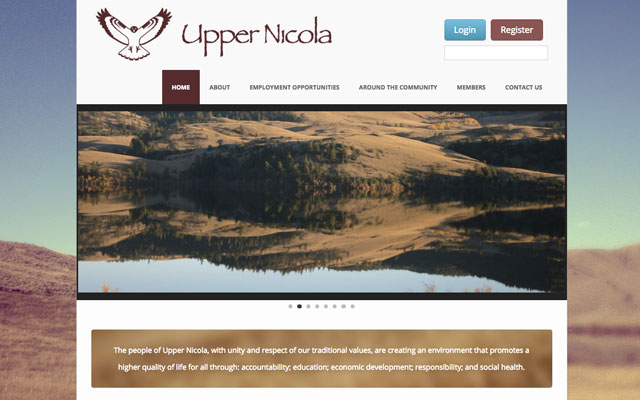 Upper Nicola
Login
Register
HOME
ABOUT
EMPLOYMENT OPPORTUNITIES
AROUND THE COMMUNITY
MEMBERS
CONTACT US
The people of Upper Nicola, with unity and respect of our traditional values, are creating an environment that promotes a
higher quality of life for all through: accountability; education; economic development; responsibility; and social health.